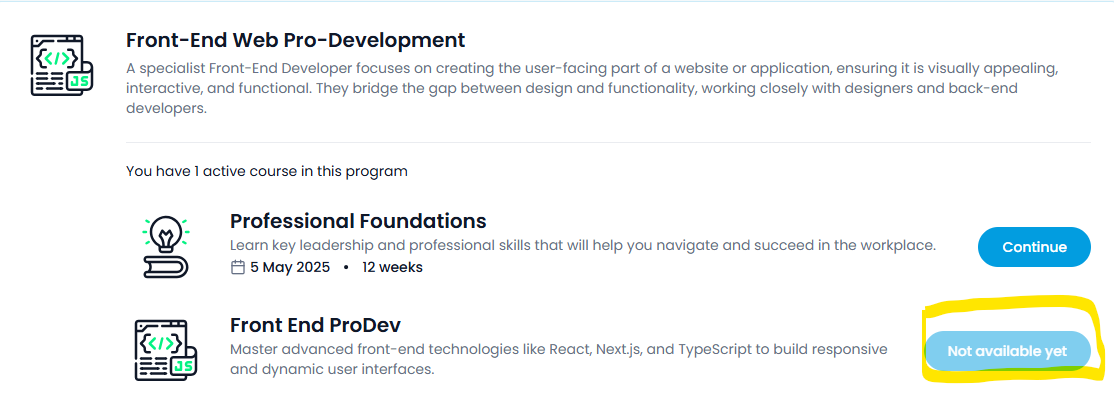 Front-End Web Pro-Development
A specialist Front-End Developer focuses on creating the user-facing part of a website or application, ensuring it is visually appealing,
interactive, and functional. They bridge the gap between design and functionality, working closely with designers and back-end
developers.
You have 1 active course in this program
Professional Foundations
Learn key leadership and professional skills that will help you navigate and succeed in the workplace.
5 May 2025 • 12 weeks
Continue
Front End ProDev
Master advanced front-end technologies like React, Next.js, and TypeScript to build responsive
and dynamic user interfaces.
Not available yet
JS
JS